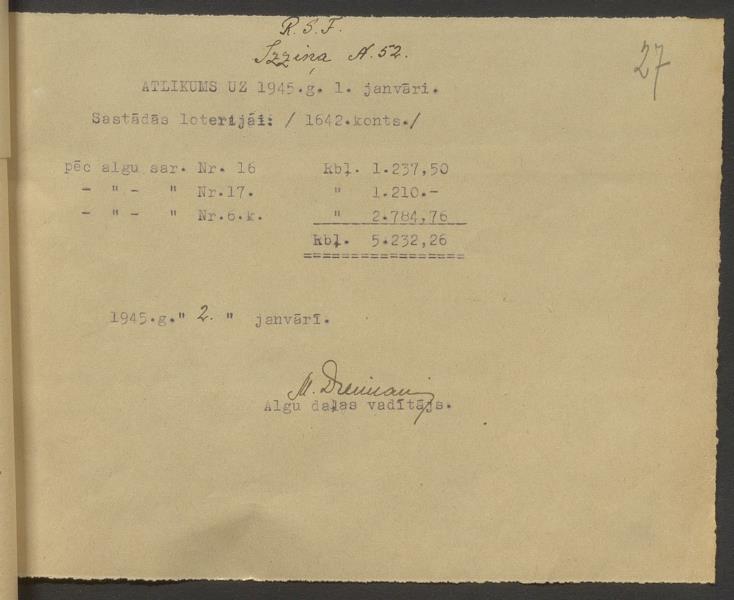 R.S.F.
Izziņa N.52.
27
ATLIKUMS UZ 1945.g. 1. janvāri.
Sastādās loterijāi: / 1642.konts./
pēc algu sar. Nr. 16 Rbļ. 1.237,50
- " - " Nr.17. " 1.210.-
- " - " Nr.6.k. " 2.784,76
Rbļ. 5.232,26
1945.g." 2. " janvārī.
Algu daļas vadītājs.